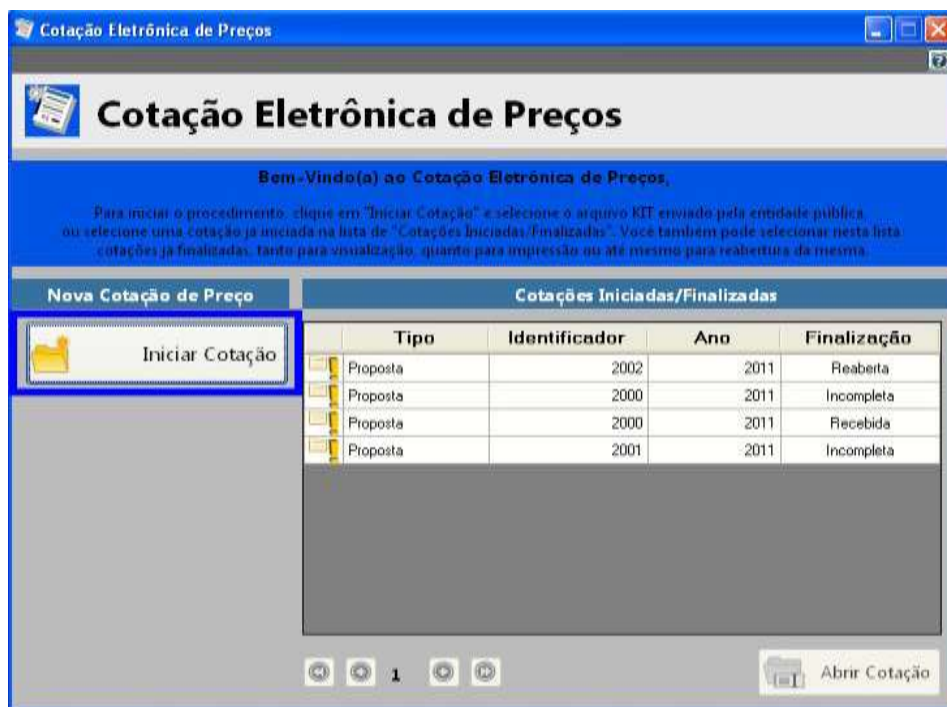 Cotação Eletrônica de Preços
Cotação Eletrônica de Preços
Bem-Vindo(a) ao Cotação Eletrônica de Preços,
Para iniciar o procedimento, clique em "Iniciar Cotação" e selecione o arquivo KIT enviado pela entidade pública,
ou selecione uma cotação já iniciada na lista de "Cotações Iniciadas/Finalizadas". Você também pode selecionar nesta lista
cotações já finalizadas, tanto para visualização, quanto para impressão ou até mesmo para reabertura da mesma.
Nova Cotação de Preço
Cotações Iniciadas/Finalizadas
Iniciar Cotação
Tipo Identificador Ano Finalização
Proposta 2002 2011 Reaberta
Proposta 2000 2011 Incompleta
Proposta 2000 2011 Recebida
Proposta 2001 2011 Incompleta
1
Abrir Cotação